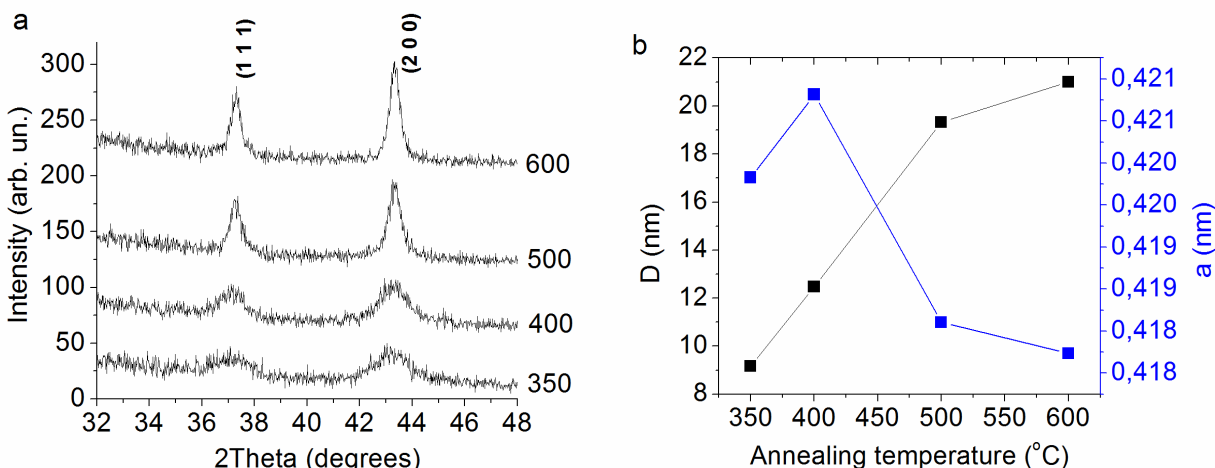 a
Intensity (arb. un.)
300
250
200
150
100
50
0
(1 1 1)
(2 0 0)
600
500
400
350
32 34 36 38 40 42 44 46 48
2Theta (degrees)
b
D (nm)
22
20
18
16
14
12
10
8
0,421
0,421
0,420
0,420
0,419
0,419
0,418
0,418
a (nm)
350 400 450 500 550 600
Annealing temperature (°C)